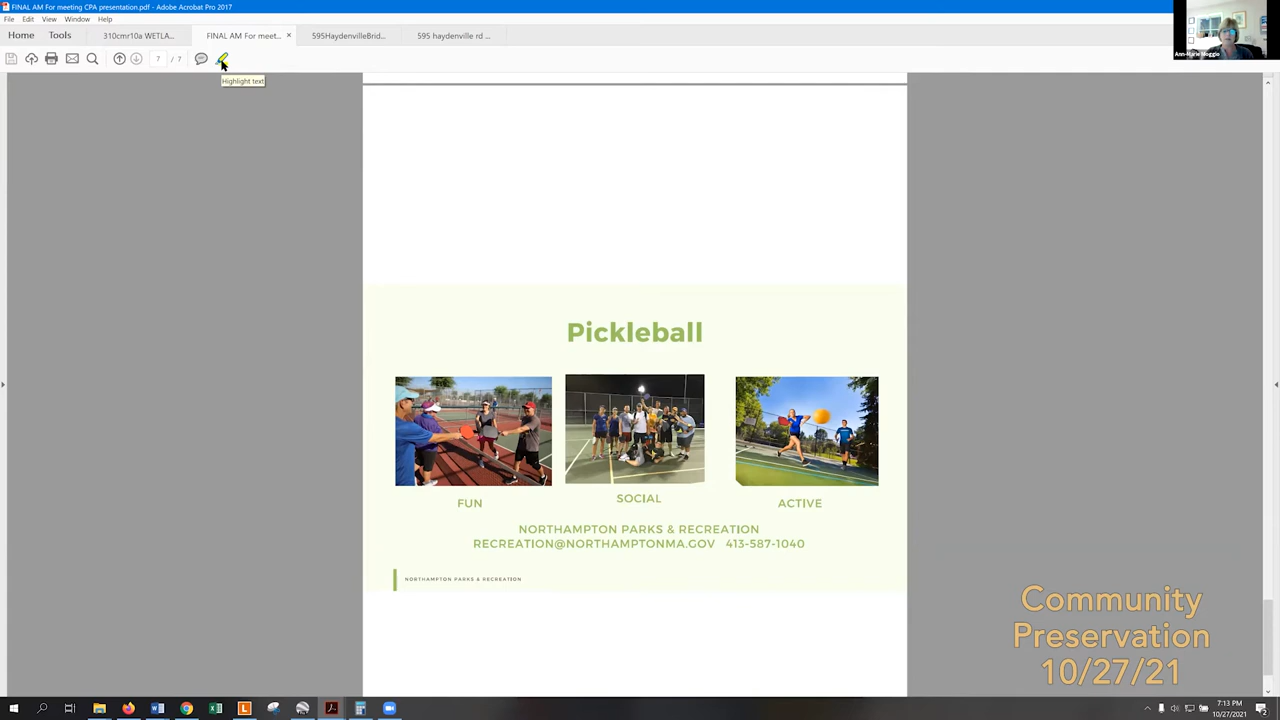 FINAL AM For meeting CPA presentation.pdf - Adobe Acrobat Pro 2017
File Edit View Window Help
Home Tools 310cmr10a WETLA... FINAL AM For meet... × 595HaydenvilleBrid... 595 haydenville rd ...
7 / 7
Highlight text
Ann-Marie Moggio
Pickleball
FUN
SOCIAL
ACTIVE
NORTHAMPTON PARKS & RECREATION
RECREATION@NORTHAMPTONMA.GOV 413-587-1040
NORTHAMPTON PARKS & RECREATION
Community
Preservation
10/27/21
7:13 PM
10/27/2021